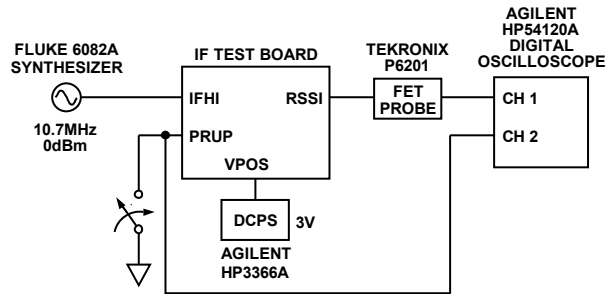 FLUKE 6082A
SYNTHESIZER
10.7MHz
0dBm
IF TEST BOARD
IFHI
RSSI
PRUP
VPOS
DCPS
3V
AGILENT
HP3366A
TEKRONIX
P6201
FET
PROBE
AGILENT
HP54120A
DIGITAL
OSCILLOSCOPE
CH 1
CH 2